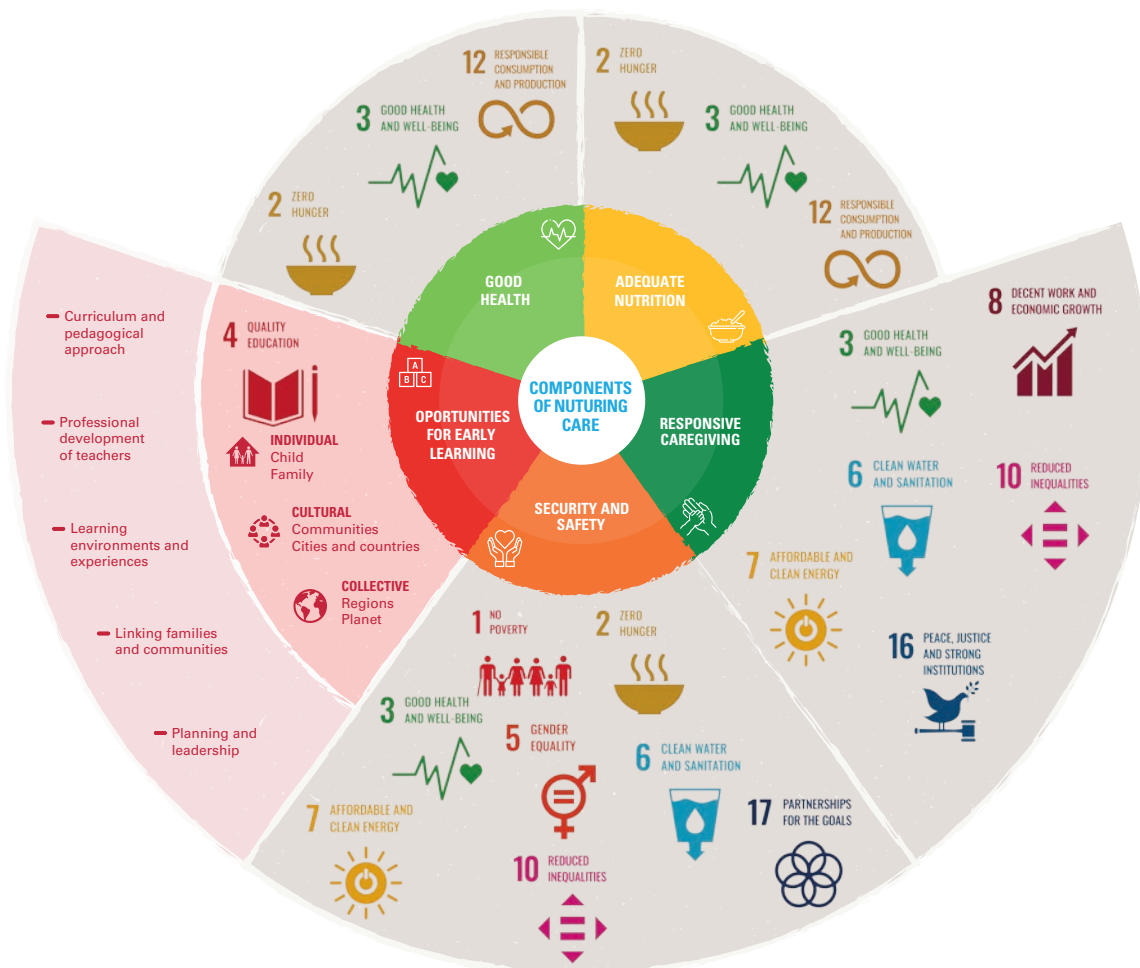 COMPONENTS
OF NUTURING
CARE
GOOD
HEALTH
12 RESPONSIBLE
CONSUMPTION
AND PRODUCTION
3 GOOD HEALTH
AND WELL-BEING
2 ZERO
HUNGER
ADEQUATE
NUTRITION
2 ZERO
HUNGER
3 GOOD HEALTH
AND WELL-BEING
12 RESPONSIBLE
CONSUMPTION
AND PRODUCTION
RESPONSIVE
CAREGIVING
8 DECENT WORK AND
ECONOMIC GROWTH
3 GOOD HEALTH
AND WELL-BEING
6 CLEAN WATER
AND SANITATION
10 REDUCED
INEQUALITIES
7 AFFORDABLE AND
CLEAN ENERGY
16 PEACE, JUSTICE
AND STRONG
INSTITUTIONS
SECURITY AND
SAFETY
1 NO
POVERTY
2 ZERO
HUNGER
3 GOOD HEALTH
AND WELL-BEING
5 GENDER
EQUALITY
6 CLEAN WATER
AND SANITATION
7 AFFORDABLE AND
CLEAN ENERGY
17 PARTNERSHIPS
FOR THE GOALS
10 REDUCED
INEQUALITIES
OPORTUNITIES
FOR EARLY
LEARNING
A
B C
4 QUALITY
EDUCATION
INDIVIDUAL
Child
Family
CULTURAL
Communities
Cities and countries
COLLECTIVE
Regions
Planet
Curriculum and
pedagogical
approach
Professional
development
of teachers
Learning
environments and
experiences
Linking families
and communities
Planning and
leadership